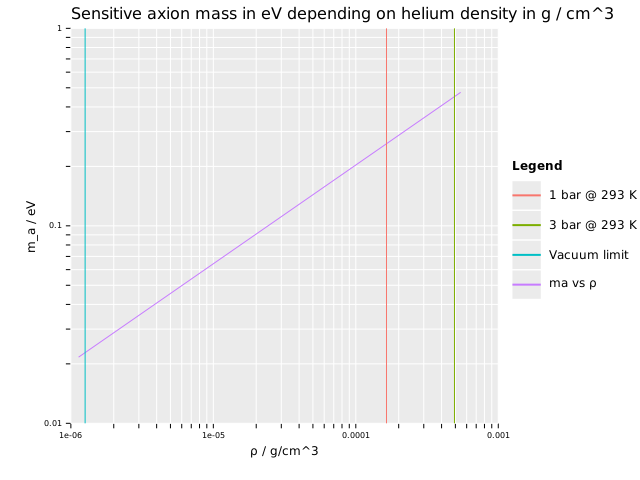 Sensitive axion mass in eV depending on helium density in g / cm^3
1
0.1
0.01
m_a / eV
1e-06
1e-05
0.0001
0.001
ρ / g/cm^3
Legend
1 bar @ 293 K
3 bar @ 293 K
Vacuum limit
ma vs ρ